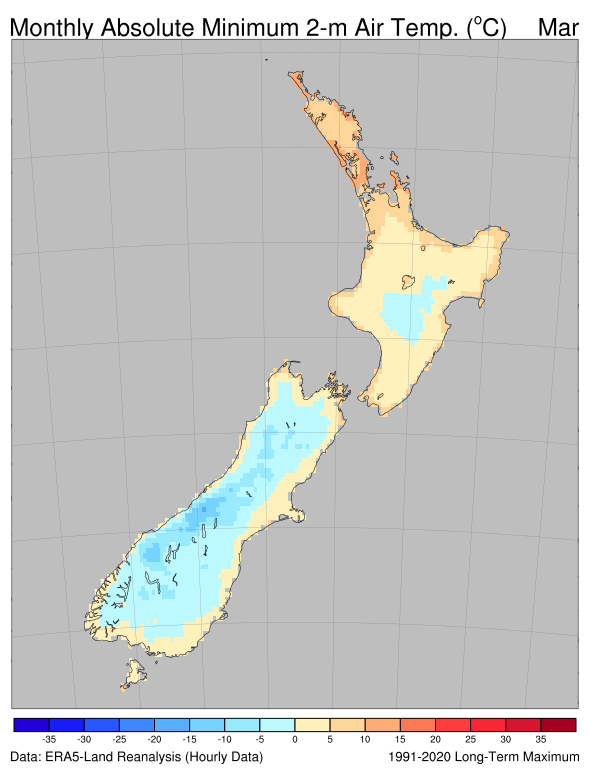 Monthly Absolute Minimum 2-m Air Temp. (°C) Mar
-35 -30 -25 -20 -15 -10 -5 0 5 10 15 20 25 30 35
Data: ERA5-Land Reanalysis (Hourly Data) 1991-2020 Long-Term Maximum